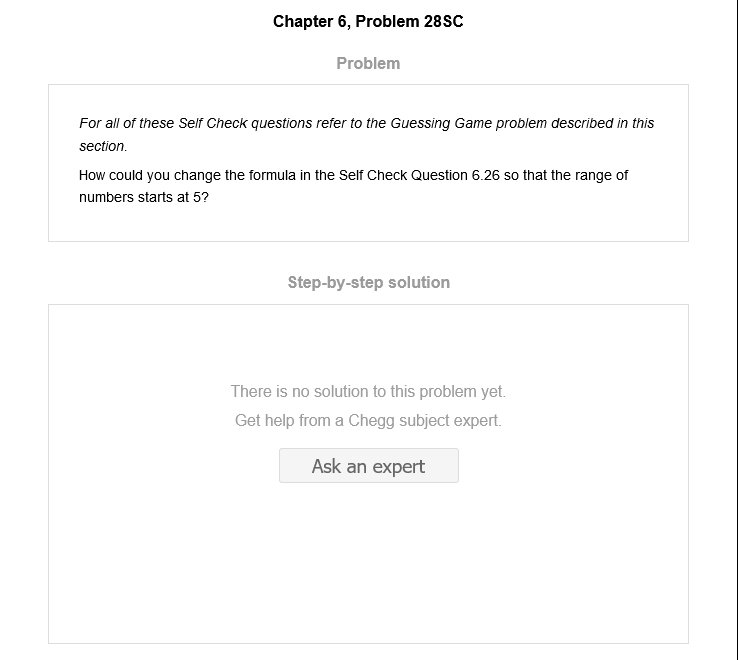 Chapter 6, Problem 28SC
Problem
For all of these Self Check questions refer to the Guessing Game problem described in this
section.
How could you change the formula in the Self Check Question 6.26 so that the range of
numbers starts at 5?
Step-by-step solution
There is no solution to this problem yet.
Get help from a Chegg subject expert.
Ask an expert